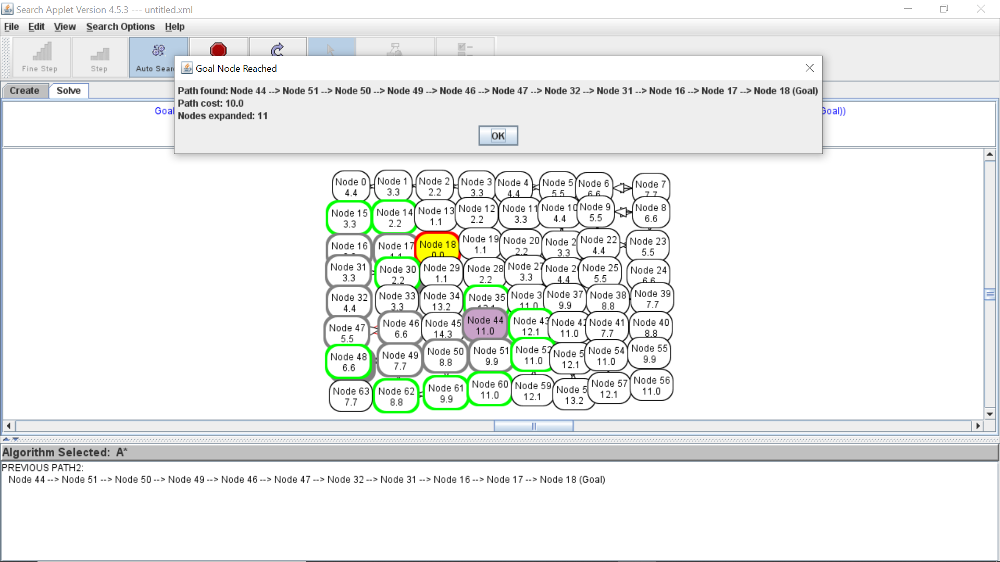 Search Applet Version 4.5.3 --- untitled.xml
File Edit View Search Options Help
Fine Step Step Auto Sear
Goal Node Reached
Path found: Node 44 --> Node 51 --> Node 50 --> Node 49 --> Node 46 --> Node 47 --> Node 32 --> Node 31 --> Node 16 --> Node 17 --> Node 18 (Goal)
Path cost: 10.0
Nodes expanded: 11
OK
Create Solve
Goal Goal))
Node 0 Node 1 Node 2 Node 3 Node 4 Node 5 Node 6 Node 7
4.4 3.3 2.2 3.3 4.4 5.5 6.6 7.7
Node 15 Node 14 Node 13 Node 12 Node 11 Node 10 Node 9 Node 8
3.3 2.2 1.1 2.2 3.3 4.4 5.5 6.6
Node 16 Node 17 Node 18 Node 19 Node 20 Node 2 Node 22 Node 23
1.1 0.0 1.1 2.2 3.3 4.4 5.5
Node 31 Node 30 Node 29 Node 28 Node 27 Node 2 Node 25 Node 24
3.3 2.2 1.1 2.2 3.3 4.4 5.5 6.6
Node 32 Node 33 Node 34 Node 35 Node 3 Node 37 Node 38 Node 39
4.4 3.3 13.2 12.1 11.0 9.9 8.8 7.7
Node 47 Node 46 Node 45 Node 44 Node 43 Node 42 Node 41 Node 40
5.5 6.6 14.3 11.0 12.1 11.0 7.7 8.8
Node 48 Node 49 Node 50 Node 51 Node 52 Node 5 Node 54 Node 55
6.6 7.7 8.8 9.9 11.0 12.1 11.0 9.9
Node 63 Node 62 Node 61 Node 60 Node 59 Node 5 Node 57 Node 56
7.7 8.8 9.9 11.0 12.1 13.2 12.1 11.0
Algorithm Selected: A*
PREVIOUS PATH2:
Node 44 --> Node 51 --> Node 50 --> Node 49 --> Node 46 --> Node 47 --> Node 32 --> Node 31 --> Node 16 --> Node 17 --> Node 18 (Goal)